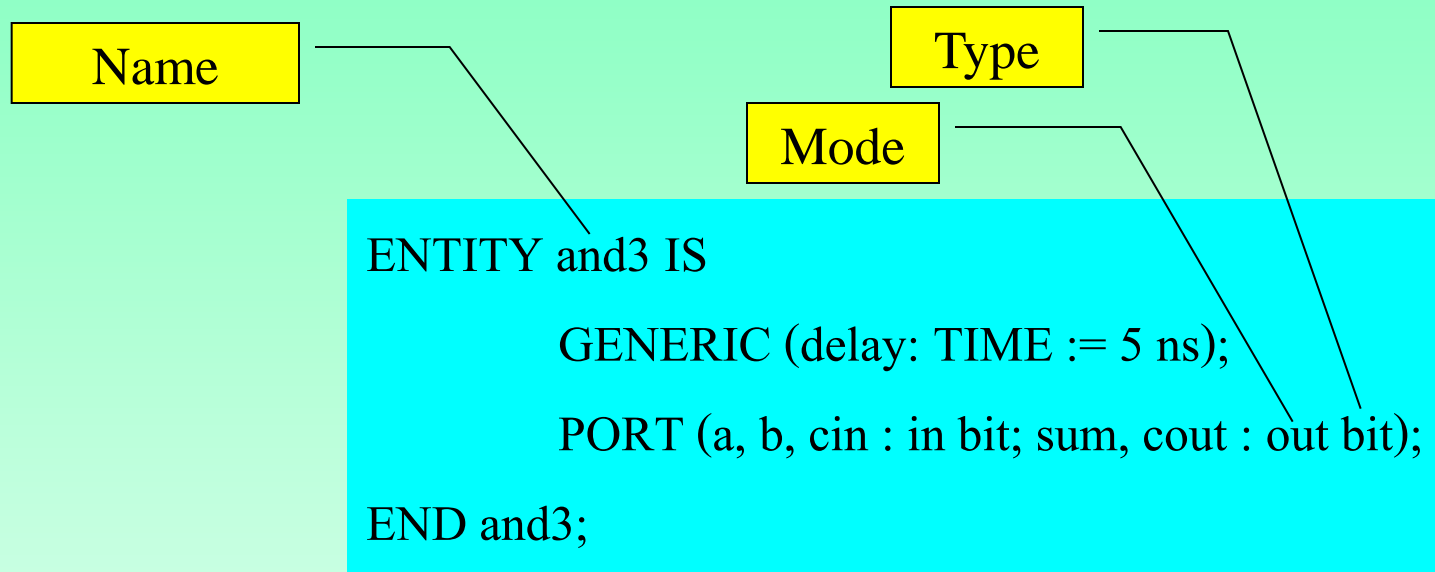 Name
Type
Mode
ENTITY and3 IS
GENERIC (delay: TIME := 5 ns);
PORT (a, b, cin : in bit; sum, cout : out bit);
END and3;